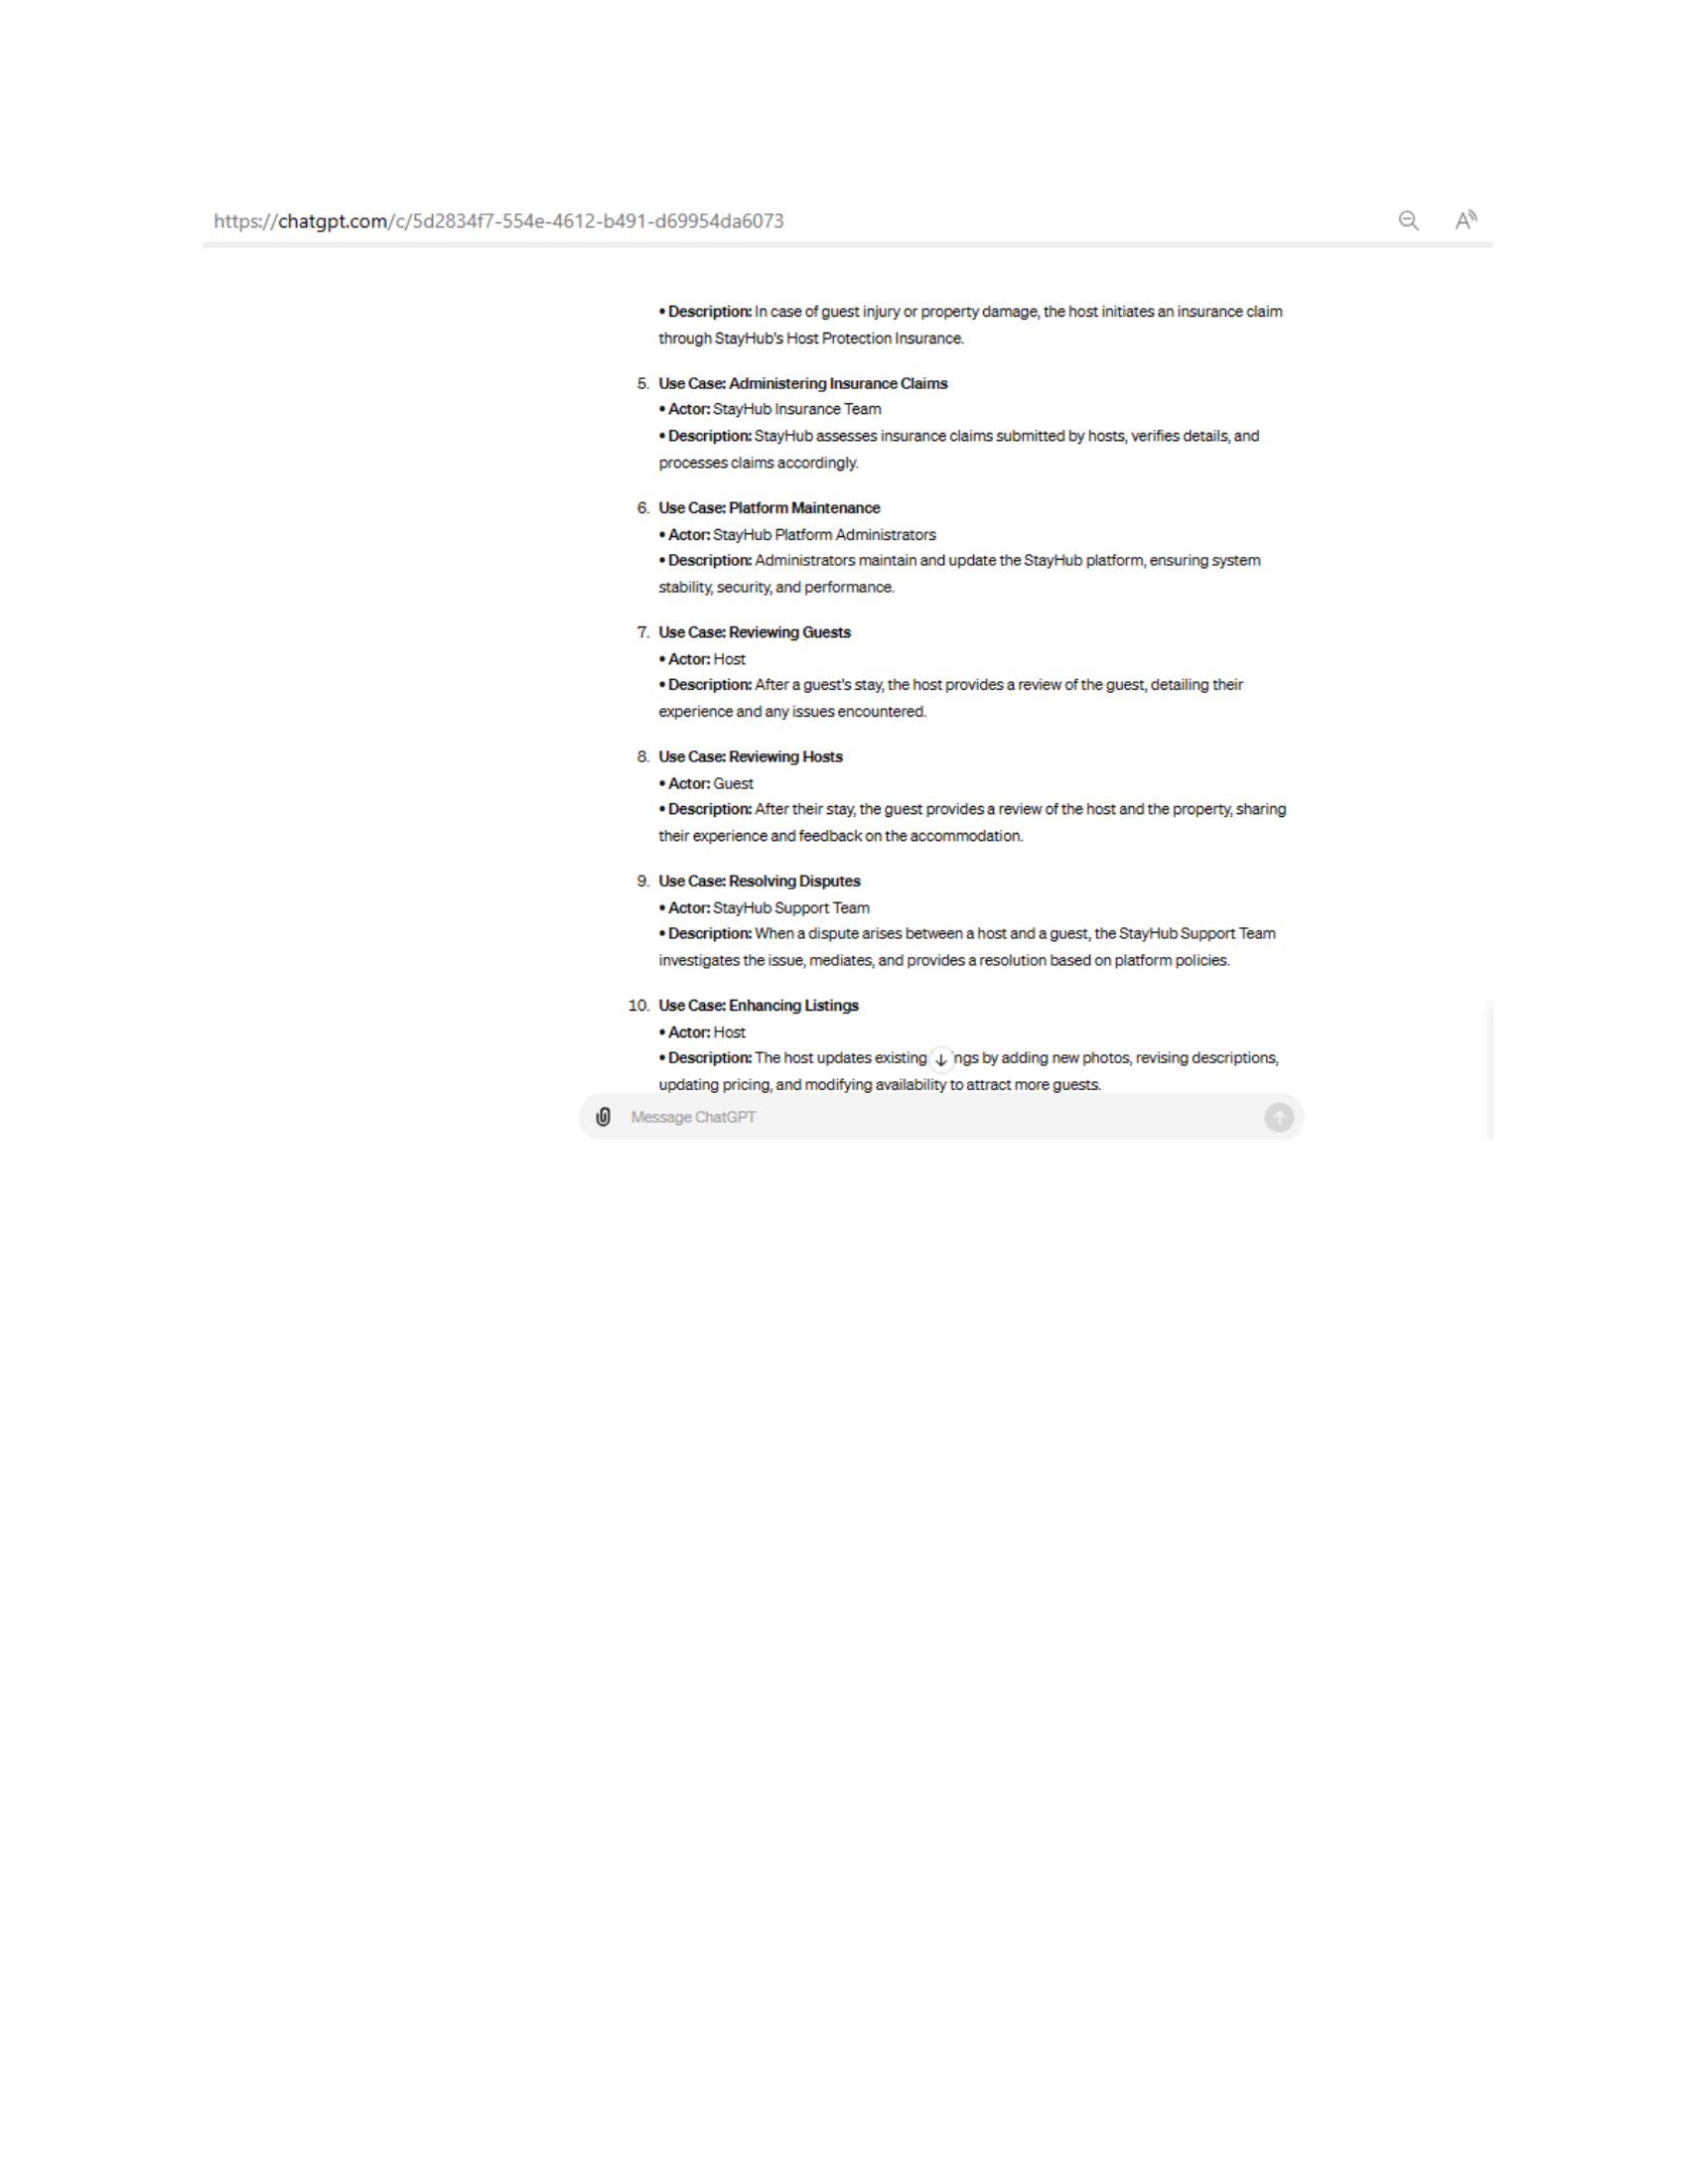 https://chatgpt.com/c/5d2834f7-554e-4612-b491-d69954da6073
• Description: In case of guest injury or property damage, the host initiates an insurance claim
through StayHub's Host Protection Insurance.
5. Use Case: Administering Insurance Claims
• Actor: StayHub Insurance Team
• Description: StayHub assesses insurance claims submitted by hosts, verifies details, and
processes claims accordingly.
6. Use Case: Platform Maintenance
• Actor: StayHub Platform Administrators
• Description: Administrators maintain and update the StayHub platform, ensuring system
stability, security, and performance.
7. Use Case: Reviewing Guests
• Actor: Host
• Description: After a guest's stay, the host provides a review of the guest, detailing their
experience and any issues encountered.
8. Use Case: Reviewing Hosts
• Actor: Guest
• Description: After their stay, the guest provides a review of the host and the property, sharing
their experience and feedback on the accommodation.
9. Use Case: Resolving Disputes
• Actor: StayHub Support Team
• Description: When a dispute arises between a host and a guest, the StayHub Support Team
investigates the issue, mediates, and provides a resolution based on platform policies.
10. Use Case: Enhancing Listings
• Actor: Host
• Description: The host updates existing ngs by adding new photos, revising descriptions,
updating pricing, and modifying availability to attract more guests.
Message ChatGPT